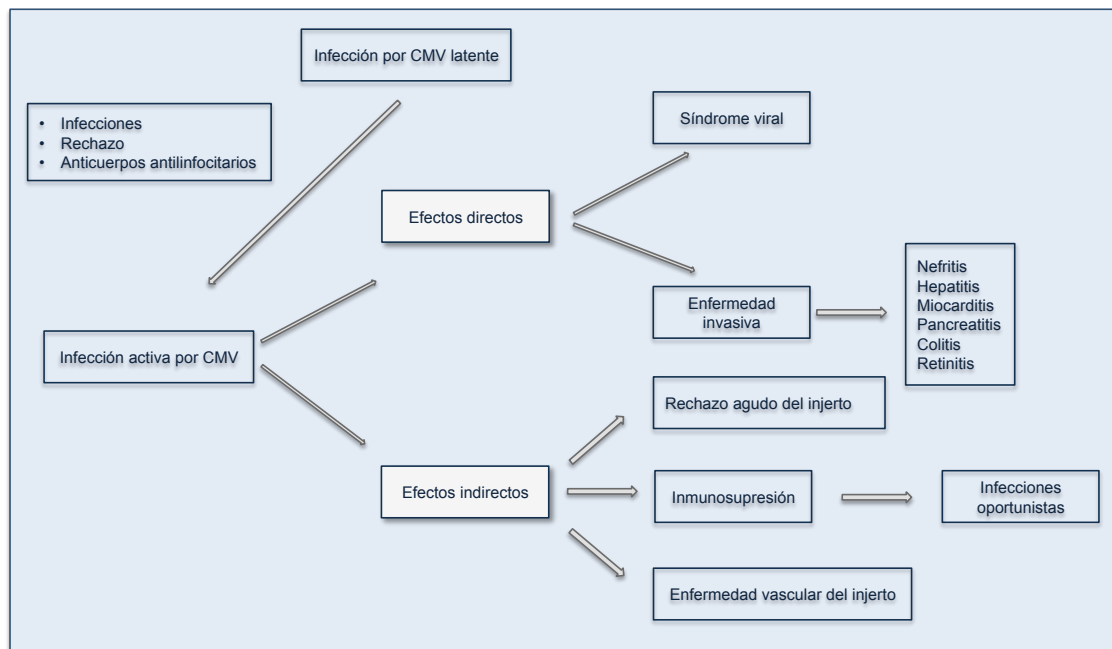 Infección por CMV latente
• Infecciones
• Rechazo
• Anticuerpos antilinfocitarios
Síndrome viral
Efectos directos
Enfermedad
invasiva
Nefritis
Hepatitis
Miocarditis
Pancreatitis
Colitis
Retinitis
Infección activa por CMV
Rechazo agudo del injerto
Efectos indirectos
Inmunosupresión
Infecciones
oportunistas
Enfermedad vascular del injerto